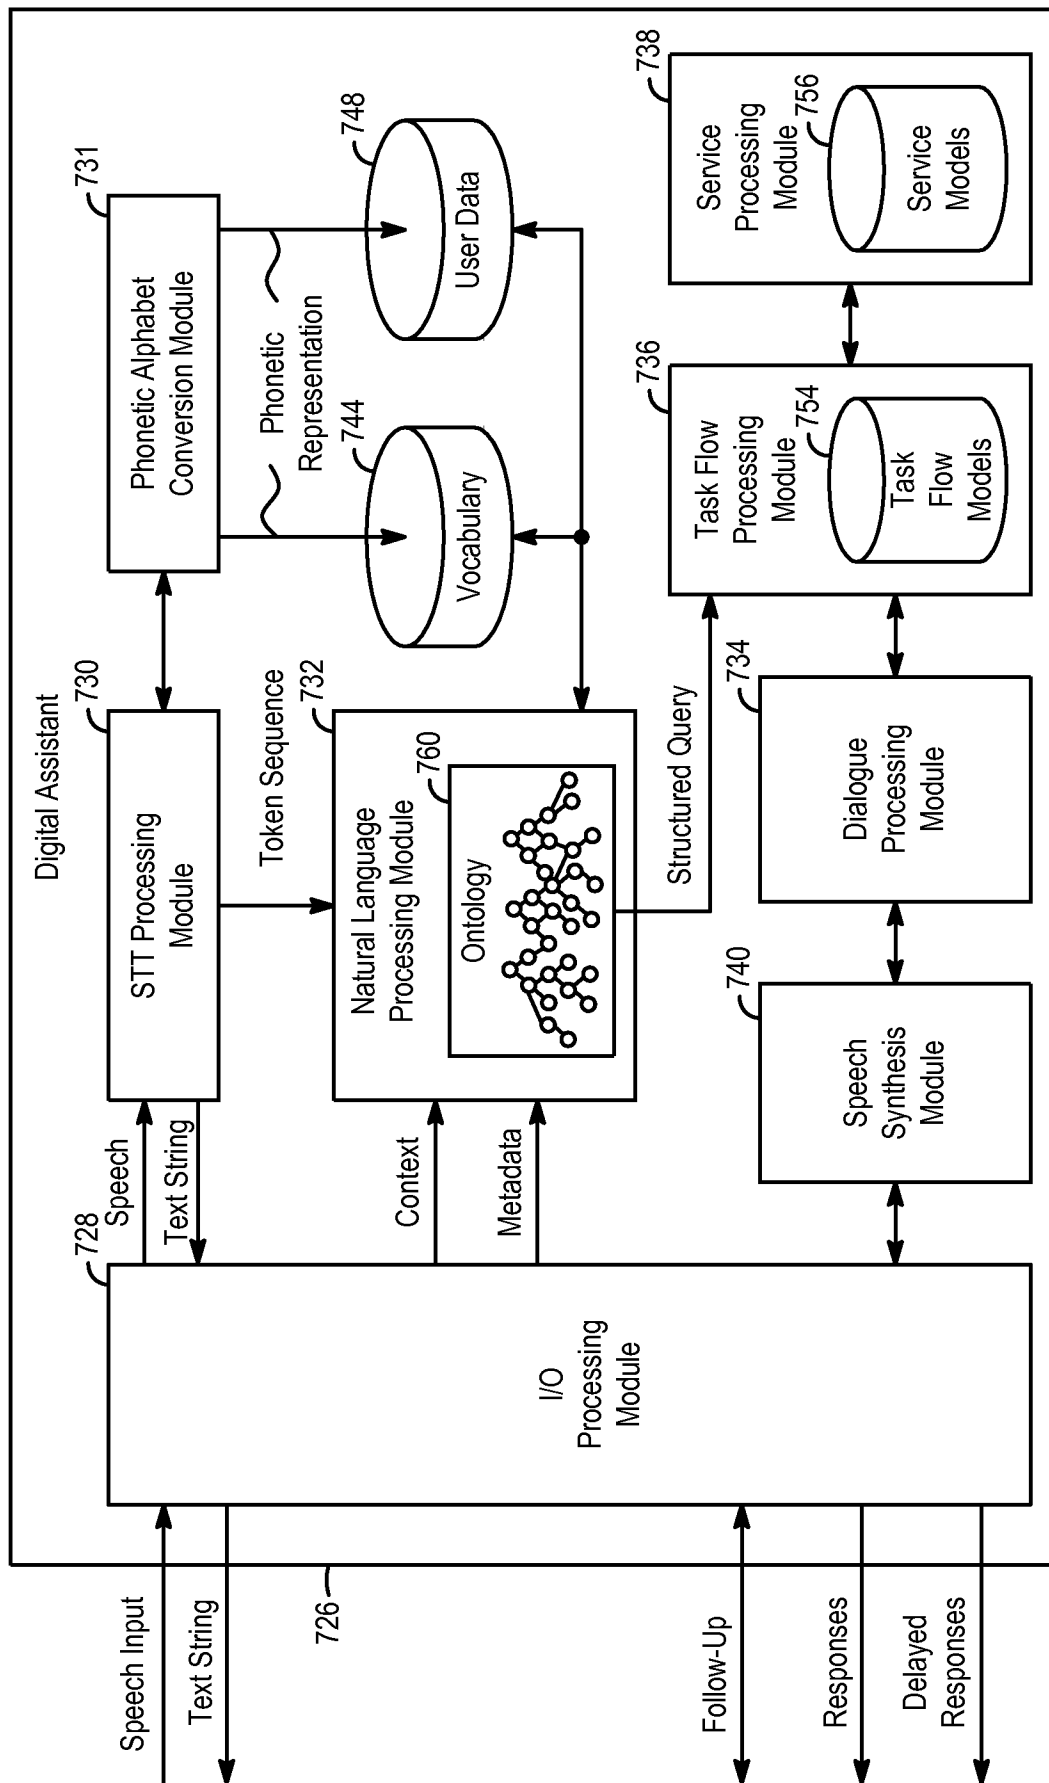 Digital Assistant
Speech Input
Text String
726
Follow-Up
Responses
Delayed
Responses
728
I/O
Processing
Module
Speech
Text String
Context
Metadata
730
STT Processing
Module
731
Phonetic Alphabet
Conversion Module
Phonetic
Representation
Token Sequence
732
Natural Language
Processing Module
760
Ontology
744
Vocabulary
748
User Data
Structured Query
740
Speech
Synthesis
Module
734
Dialogue
Processing
Module
736
Task Flow
Processing
Module
754
Task
Flow
Models
738
Service
Processing
Module
756
Service
Models